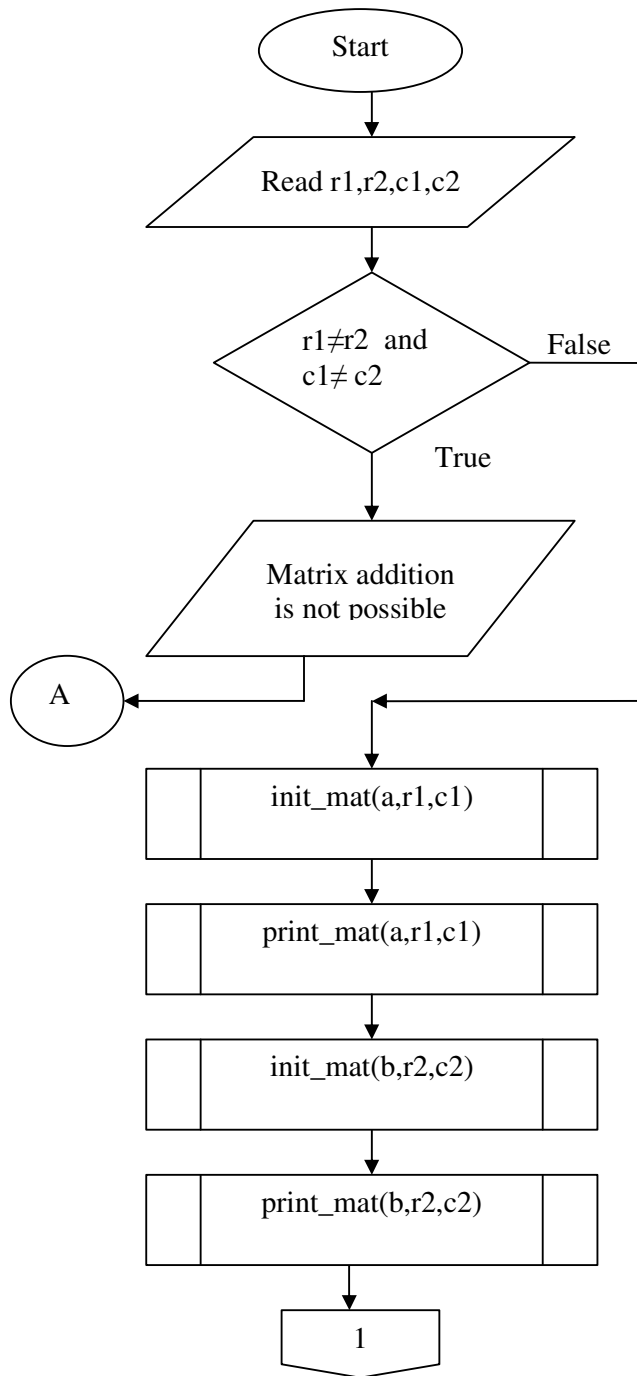 Start
Read r1,r2,c1,c2
r1≠r2 and
c1≠ c2
False
True
Matrix addition
is not possible
A
init_mat(a,r1,c1)
print_mat(a,r1,c1)
init_mat(b,r2,c2)
print_mat(b,r2,c2)
1